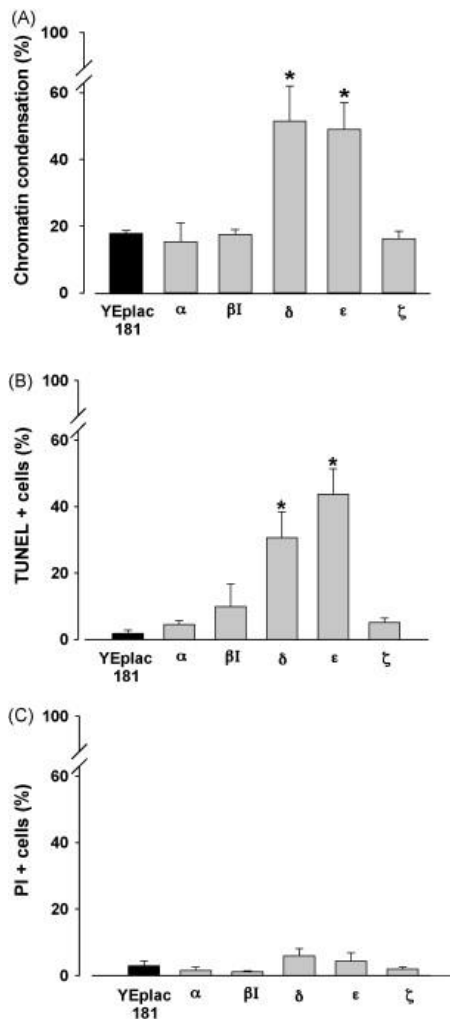 (A)
Chromatin condensation (%)
100
60
40
20
0
* *
YEplac
181 α βI δ ε ζ
(B)
TUNEL + cells (%)
100
60
40
20
0
* *
YEplac
181 α βI δ ε ζ
(C)
PI + cells (%)
100
60
40
20
0
YEplac
181 α βI δ ε ζ